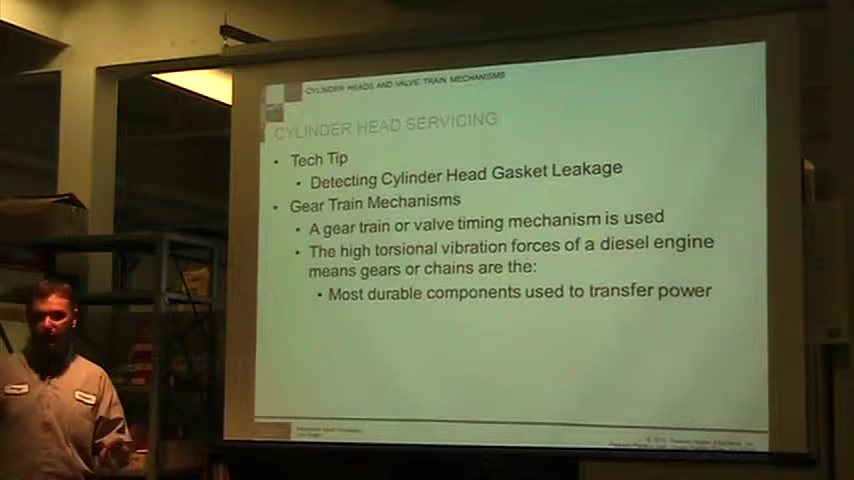 CYLINDER HEADS AND VALVE TRAIN MECHANISMS
CYLINDER HEAD SERVICING
• Tech Tip
• Detecting Cylinder Head Gasket Leakage
• Gear Train Mechanisms
• A gear train or valve timing mechanism is used
• The high torsional vibration forces of a diesel engine
means gears or chains are the:
• Most durable components used to transfer power